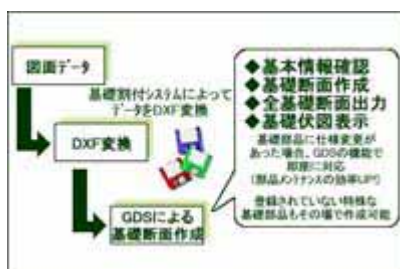 図面データ
基礎割付システムによって
データをDXF変換
DXF変換
GDSによる
基礎断面作成
◆基本情報確認
◆基礎断面作成
◆全基礎断面出力
◆基礎伏図表示
基礎部品に仕様変更が
あった場合、GDSの機能で
即座に対応
(部品メンテナンスの効率UP!)
登録されていない特殊な
基礎部品もその場で作成可能